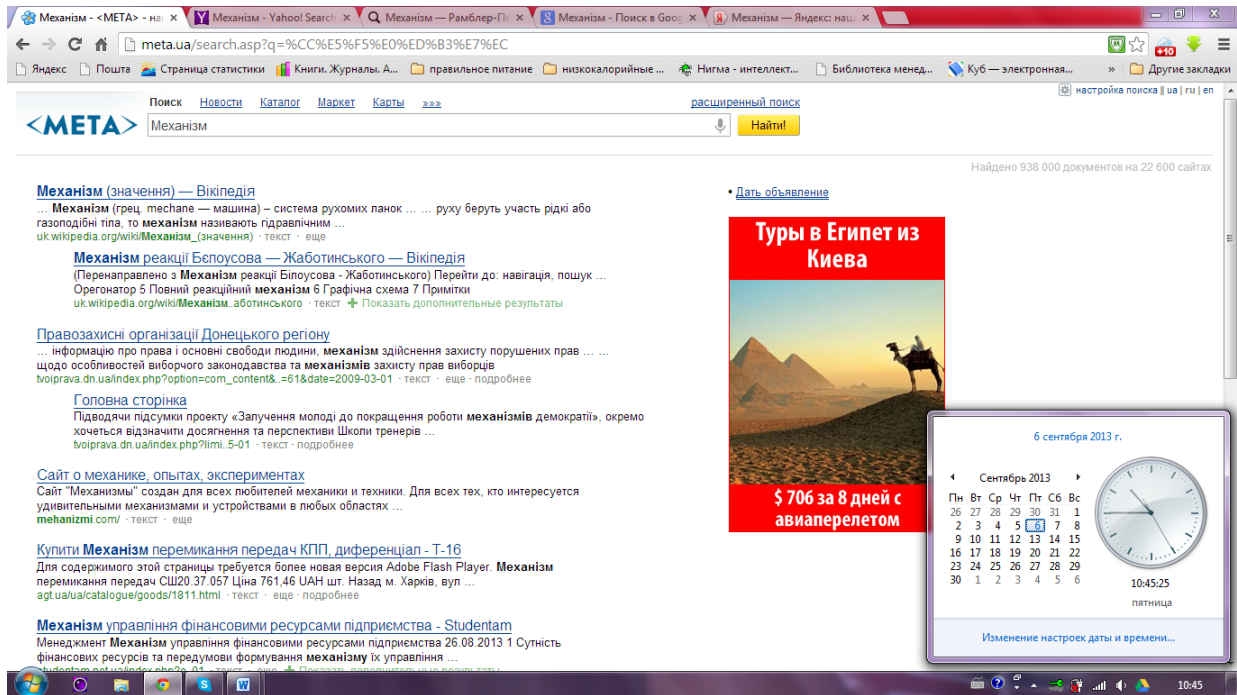 Механізм - <META> - на
Механізм - Yahoo! Search
Механізм — Рамблер-По
Механізм - Поиск в Goog
Механізм — Яндекс: наш
meta.ua/search.asp?q=%CC%E5%F5%E0%ED%B3%E7%EC
+10
Яндекс
Почта
Страница статистики
Книги. Журналы. А...
правильное питание
низкокалорийные ...
Нигма - интеллект...
Библиотека менед...
Куб — электронная...
»
Другие закладки
настройка поиска || ua | ru | en
Поиск Новости Каталог Маркет Карты »»»
расширенный поиск
<META>
Механізм
Найти!
Найдено 938 000 документов на 22 600 сайтах
Механізм (значення) — Вікіпедія
... Механізм (грец. mechane — машина) – система рухомих ланок ... ... руху беруть участь рідкі або
газоподібні тіла, то механізм називають гідравлічним ...
uk.wikipedia.org/wiki/Механізм_(значення) · текст · еще
Механізм реакції Бєлоусова — Жаботинського — Вікіпедія
(Перенаправлено з Механізм реакції Білоусова - Жаботинського) Перейти до: навігація, пошук ...
Орегонатор 5 Повний реакційний механізм 6 Графічна схема 7 Примітки
uk.wikipedia.org/wiki/Механізм..аботинського · текст Показать дополнительные результаты
Правозахисні організації Донецького регіону
... інформацію про права і основні свободи людини, механізм здійснення захисту порушених прав ... ...
щодо особливостей виборчого законодавства та механізмів захисту прав виборців
tvoiprava.dn.ua/index.php?option=com_content&..=61&date=2009-03-01 · текст · еще · подробнее
Головна сторінка
Підводячи підсумки проекту «Залучення молоді до покращення роботи механізмів демократії», окремо
хочеться відзначити досягнення та перспективи Школи тренерів ...
tvoiprava.dn.ua/index.php?limi..5-01 · текст · подробнее
Сайт о механике, опытах, экспериментах
Сайт "Механизмы" создан для всех любителей механики и техники. Для всех тех, кто интересуется
удивительными механизмами и устройствами в любых областях ...
mehanizmi.com/ · текст · еще
Купити Механізм перемикання передач КПП, диференціал - Т-16
Для содержимого этой страницы требуется более новая версия Adobe Flash Player. Механізм
перемикання передач СШ20.37.057 Ціна 761,46 UAH шт. Назад м. Харків, вул ...
agt.ua/ua/catalogue/goods/1811.html · текст · еще · подробнее
Механізм управління фінансовими ресурсами підприємства - Studentam
Менеджмент Механізм управління фінансовими ресурсами підприємства 26.08.2013 1 Сутність
фінансових ресурсів та передумови формування механізму їх управління ...
• Дать объявление
Туры в Египет из
Киева
$ 706 за 8 дней с
авиаперелетом
6 сентября 2013 г.
Сентябрь 2013
Пн Вт Ср Чт Пт Сб Вс
26 27 28 29 30 31 1
2 3 4 5 6 7 8
9 10 11 12 13 14 15
16 17 18 19 20 21 22
23 24 25 26 27 28 29
30 1 2 3 4 5 6
10:45:25
пятница
Изменение настроек даты и времени...
10:45